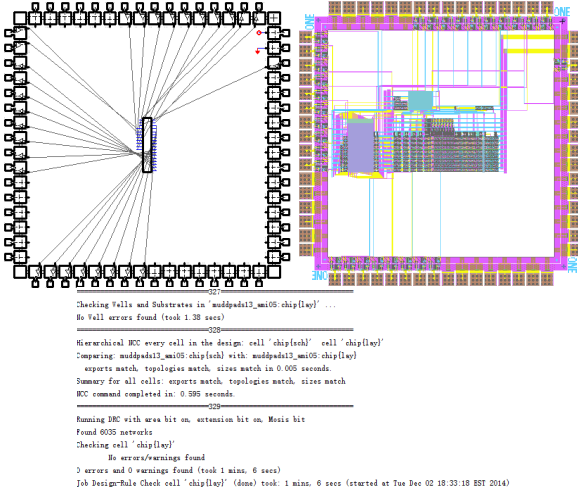 ONE
ONE
ONE
ONE
327
Checking Wells and Substrates in 'muddpads13_ami05:chip{lay}' ...
No Well errors found (took 1.38 secs)
328
Hierarchical NCC every cell in the design: cell 'chip{sch}' cell 'chip{lay}'
Comparing: muddpads13_ami05:chip{sch} with: muddpads13_ami05:chip{lay}
exports match, topologies match, sizes match in 0.005 seconds.
Summary for all cells: exports match, topologies match, sizes match
NCC command completed in: 0.595 seconds.
329
Running DRC with area bit on, extension bit on, Mosis bit
Found 6035 networks
Checking cell 'chip{lay}'
No errors/warnings found
0 errors and 0 warnings found (took 1 mins, 6 secs)
Job Design-Rule Check cell 'chip{lay}' (done) took: 1 mins, 6 secs (started at Tue Dec 02 18:33:18 EST 2014)